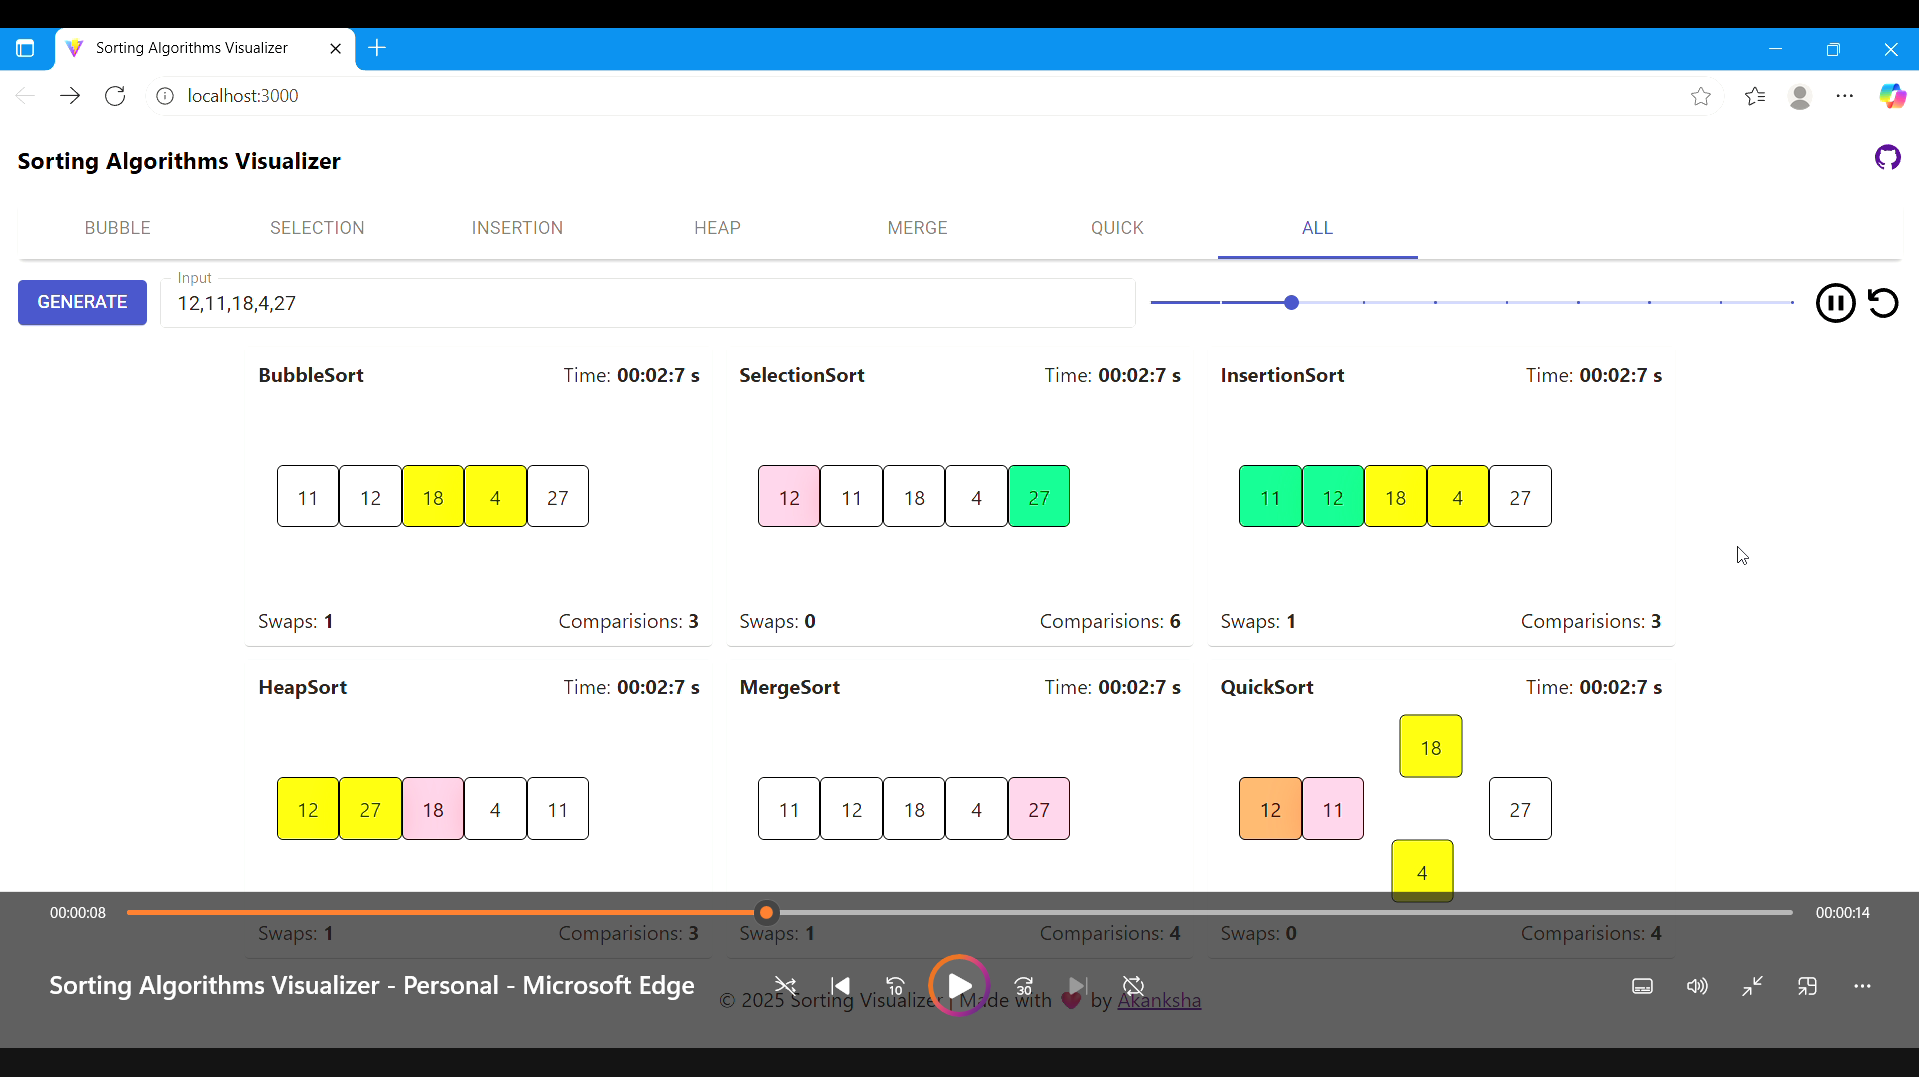 Sorting Algorithms Visualizer
localhost:3000
Sorting Algorithms Visualizer
BUBBLE SELECTION INSERTION HEAP MERGE QUICK ALL
GENERATE
Input
12,11,18,4,27
BubbleSort Time: 00:02:7 s
11 12 18 4 27
Swaps: 1 Comparisions: 3
SelectionSort Time: 00:02:7 s
12 11 18 4 27
Swaps: 0 Comparisions: 6
InsertionSort Time: 00:02:7 s
11 12 18 4 27
Swaps: 1 Comparisions: 3
HeapSort Time: 00:02:7 s
12 27 18 4 11
Swaps: 1 Comparisions: 3
MergeSort Time: 00:02:7 s
11 12 18 4 27
Swaps: 1 Comparisions: 4
QuickSort Time: 00:02:7 s
18
12 11 27
4
Swaps: 0 Comparisions: 4
00:00:08 00:00:14
Sorting Algorithms Visualizer - Personal - Microsoft Edge
10 30
© 2025 Sorting Visualizer | Made with ❤ by Akanksha